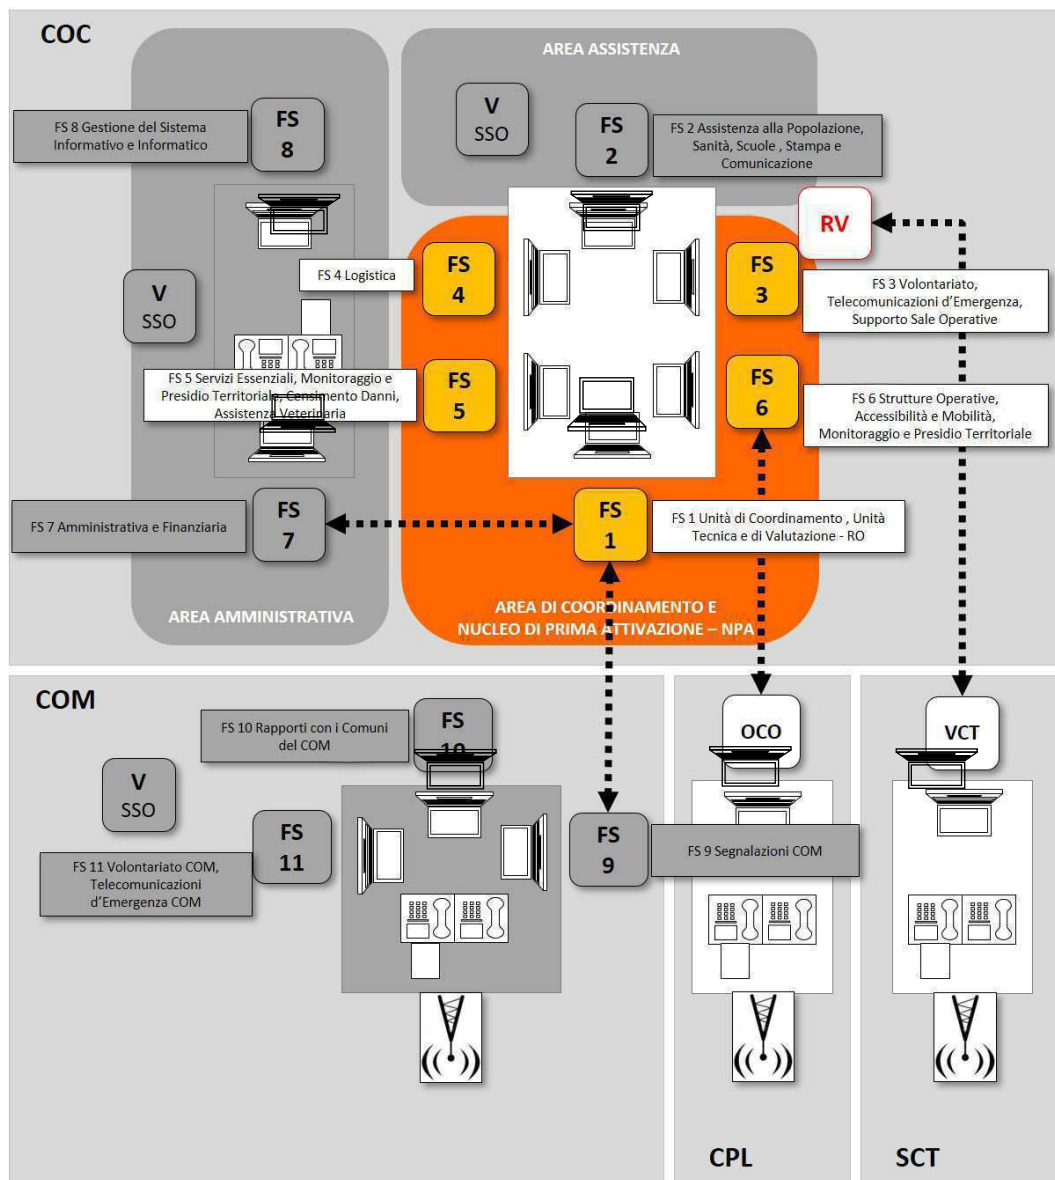 COC
AREA ASSISTENZA
V
SSO
FS
8
FS 8 Gestione del Sistema
Informativo e Informatico
FS
2
FS 2 Assistenza alla Popolazione,
Sanità, Scuole , Stampa e
Comunicazione
RV
FS 4 Logistica
FS
4
FS
3
FS 3 Volontariato,
Telecomunicazioni d'Emergenza,
Supporto Sale Operative
V
SSO
FS 5 Servizi Essenziali, Monitoraggio e
Presidio Territoriale, Censimento Danni,
Assistenza Veterinaria
FS
5
FS
6
FS 6 Strutture Operative,
Accessibilità e Mobilità,
Monitoraggio e Presidio Territoriale
FS 7 Amministrativa e Finanziaria
FS
7
FS
1
FS 1 Unità di Coordinamento , Unità
Tecnica e di Valutazione - RO
AREA AMMINISTRATIVA
AREA DI COORDINAMENTO E
NUCLEO DI PRIMA ATTIVAZIONE – NPA
COM
FS 10 Rapporti con i Comuni
del COM
FS
10
OCO
VCT
V
SSO
FS
11
FS 11 Volontariato COM,
Telecomunicazioni
d'Emergenza COM
FS
9
FS 9 Segnalazioni COM
CPL
SCT